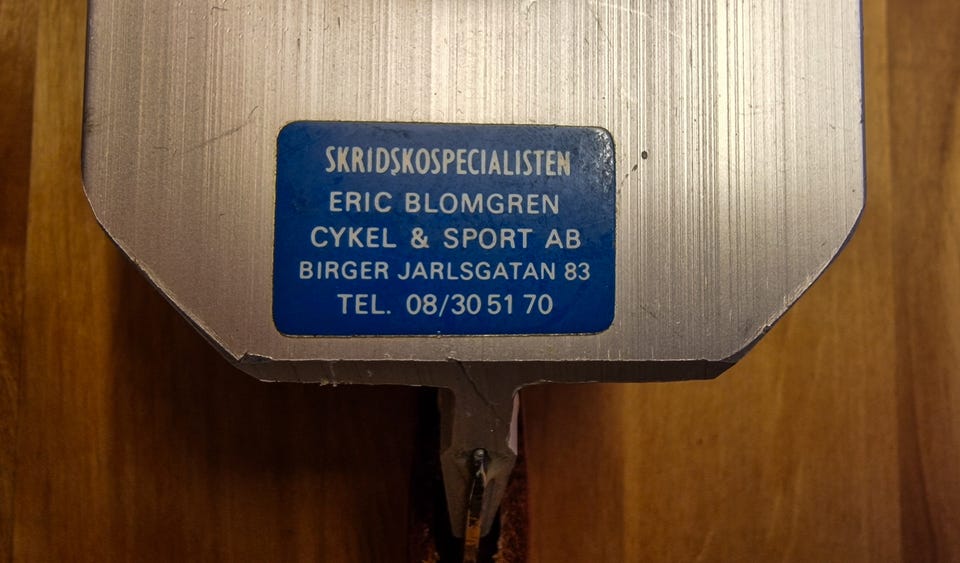 SKRIDSKOSPECIALISTEN
ERIC BLOMGREN
CYKEL & SPORT AB
BIRGER JARLSGATAN 83
TEL. 08/30 51 70